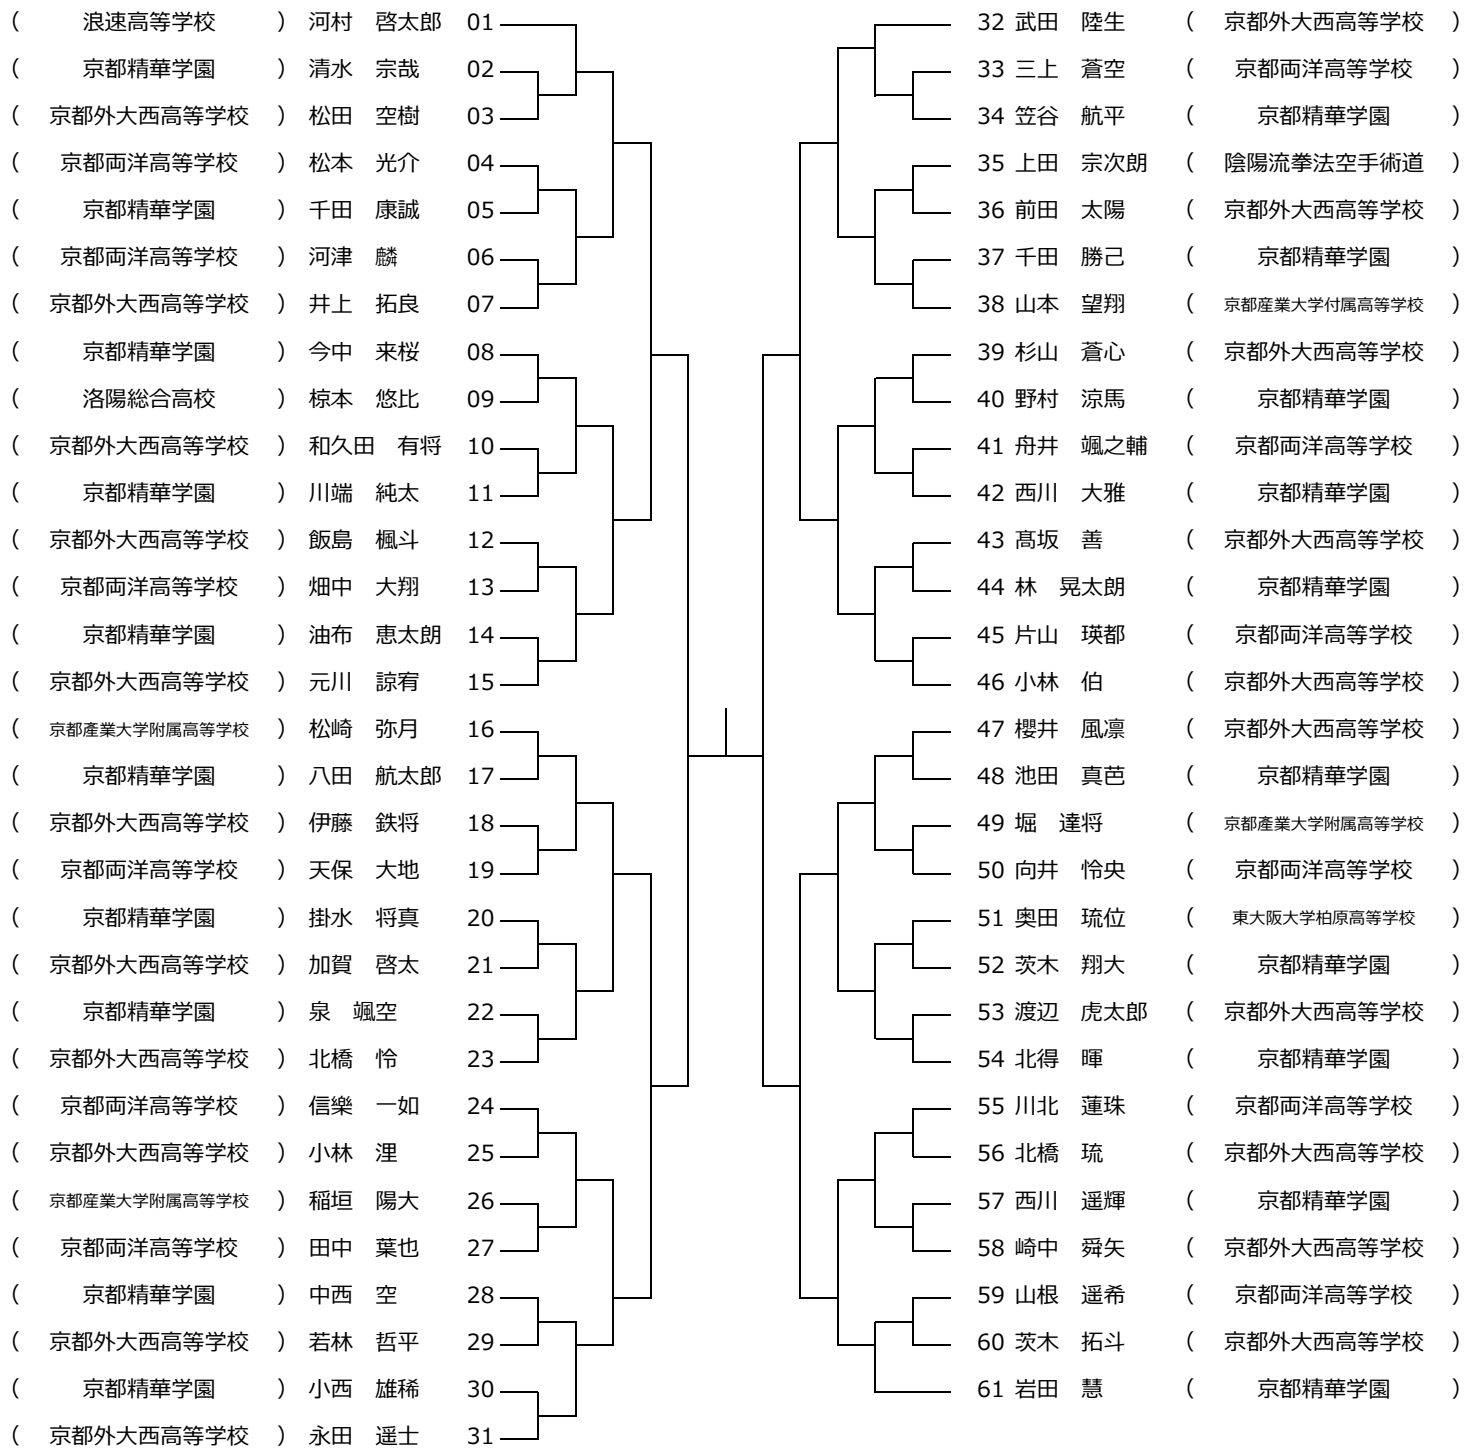 ( 浪速高等学校 ) 河村 啓太郎 01 32 武田 陸生 ( 京都外大西高等学校 )
( 京都精華学園 ) 清水 宗哉 02 33 三上 蒼空 ( 京都両洋高等学校 )
( 京都外大西高等学校 ) 松田 空樹 03 34 笠谷 航平 ( 京都精華学園 )
( 京都両洋高等学校 ) 松本 光介 04 35 上田 宗次朗 ( 陰陽流拳法空手術道 )
( 京都精華学園 ) 千田 康誠 05 36 前田 太陽 ( 京都外大西高等学校 )
( 京都両洋高等学校 ) 河津 麟 06 37 千田 勝己 ( 京都精華学園 )
( 京都外大西高等学校 ) 井上 拓良 07 38 山本 望翔 ( 京都産業大学付属高等学校 )
( 京都精華学園 ) 今中 来桜 08 39 杉山 蒼心 ( 京都外大西高等学校 )
( 洛陽総合高校 ) 椋本 悠比 09 40 野村 涼馬 ( 京都精華学園 )
( 京都外大西高等学校 ) 和久田 有将 10 41 舟井 颯之輔 ( 京都両洋高等学校 )
( 京都精華学園 ) 川端 純太 11 42 西川 大雅 ( 京都精華学園 )
( 京都外大西高等学校 ) 飯島 楓斗 12 43 髙坂 善 ( 京都外大西高等学校 )
( 京都両洋高等学校 ) 畑中 大翔 13 44 林 晃太朗 ( 京都精華学園 )
( 京都精華学園 ) 油布 恵太朗 14 45 片山 瑛都 ( 京都両洋高等学校 )
( 京都外大西高等学校 ) 元川 諒宥 15 46 小林 伯 ( 京都外大西高等学校 )
( 京都産業大学附属高等学校 ) 松崎 弥月 16 47 櫻井 風凛 ( 京都外大西高等学校 )
( 京都精華学園 ) 八田 航太郎 17 48 池田 真芭 ( 京都精華学園 )
( 京都外大西高等学校 ) 伊藤 鉄将 18 49 堀 達将 ( 京都産業大学附属高等学校 )
( 京都両洋高等学校 ) 天保 大地 19 50 向井 怜央 ( 京都両洋高等学校 )
( 京都精華学園 ) 掛水 将真 20 51 奥田 琉位 ( 東大阪大学柏原高等学校 )
( 京都外大西高等学校 ) 加賀 啓太 21 52 茨木 翔大 ( 京都精華学園 )
( 京都精華学園 ) 泉 颯空 22 53 渡辺 虎太郎 ( 京都外大西高等学校 )
( 京都外大西高等学校 ) 北橋 怜 23 54 北得 暉 ( 京都精華学園 )
( 京都両洋高等学校 ) 信樂 一如 24 55 川北 蓮珠 ( 京都両洋高等学校 )
( 京都外大西高等学校 ) 小林 浬 25 56 北橋 琉 ( 京都外大西高等学校 )
( 京都産業大学附属高等学校 ) 稲垣 陽大 26 57 西川 遥輝 ( 京都精華学園 )
( 京都両洋高等学校 ) 田中 葉也 27 58 崎中 舜矢 ( 京都外大西高等学校 )
( 京都精華学園 ) 中西 空 28 59 山根 遥希 ( 京都両洋高等学校 )
( 京都外大西高等学校 ) 若林 哲平 29 60 茨木 拓斗 ( 京都外大西高等学校 )
( 京都精華学園 ) 小西 雄稀 30 61 岩田 慧 ( 京都精華学園 )
( 京都外大西高等学校 ) 永田 遥士 31